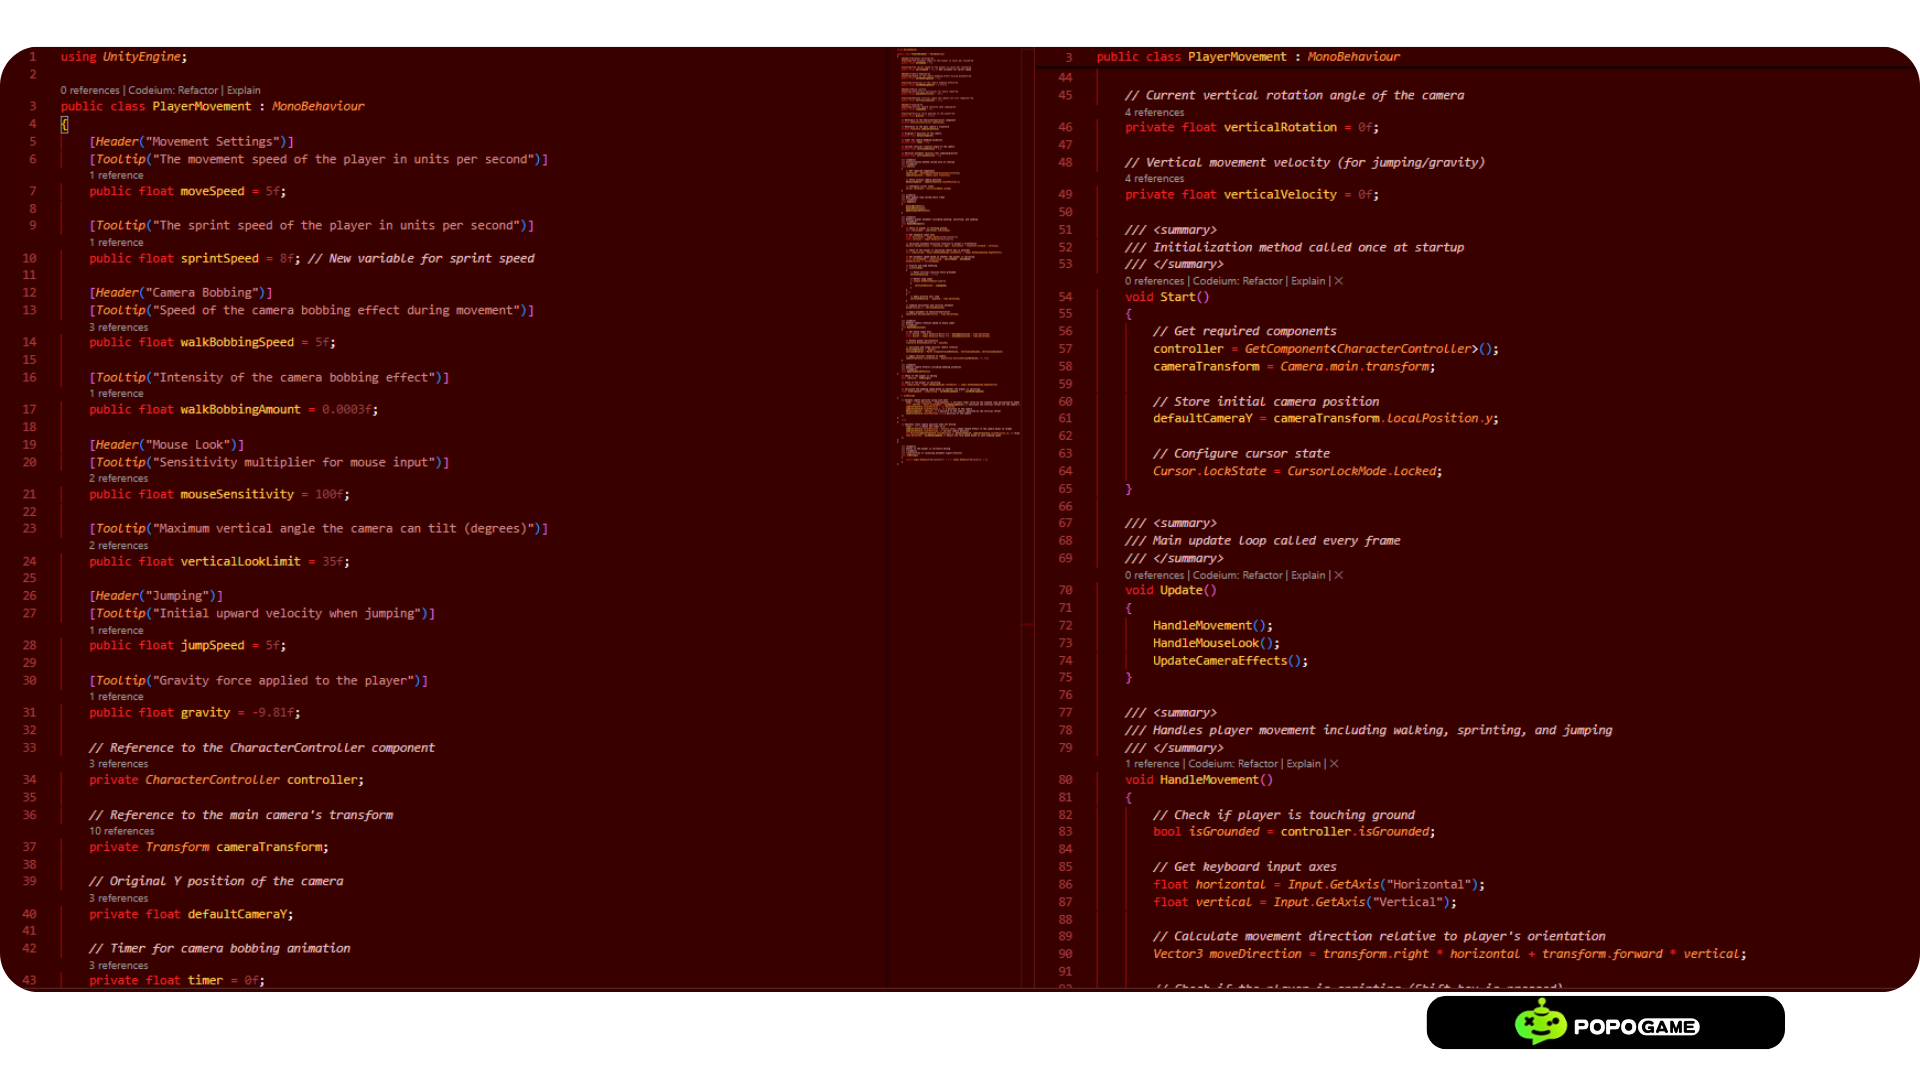 1 using UnityEngine;
2
0 references | Codeium: Refactor | Explain
3 public class PlayerMovement : MonoBehaviour
4 {
5 [Header("Movement Settings")]
6 [Tooltip("The movement speed of the player in units per second")]
1 reference
7 public float moveSpeed = 5f;
8
9 [Tooltip("The sprint speed of the player in units per second")]
1 reference
10 public float sprintSpeed = 8f; // New variable for sprint speed
11
12 [Header("Camera Bobbing")]
13 [Tooltip("Speed of the camera bobbing effect during movement")]
3 references
14 public float walkBobbingSpeed = 5f;
15
16 [Tooltip("Intensity of the camera bobbing effect")]
1 reference
17 public float walkBobbingAmount = 0.0003f;
18
19 [Header("Mouse Look")]
20 [Tooltip("Sensitivity multiplier for mouse input")]
2 references
21 public float mouseSensitivity = 100f;
22
23 [Tooltip("Maximum vertical angle the camera can tilt (degrees)")]
2 references
24 public float verticalLookLimit = 35f;
25
26 [Header("Jumping")]
27 [Tooltip("Initial upward velocity when jumping")]
1 reference
28 public float jumpSpeed = 5f;
29
30 [Tooltip("Gravity force applied to the player")]
1 reference
31 public float gravity = -9.81f;
32
33 // Reference to the CharacterController component
3 references
34 private CharacterController controller;
35
36 // Reference to the main camera's transform
10 references
37 private Transform cameraTransform;
38
39 // Original Y position of the camera
3 references
40 private float defaultCameraY;
41
42 // Timer for camera bobbing animation
3 references
43 private float timer = 0f;
3 public class PlayerMovement : MonoBehaviour
44
45 // Current vertical rotation angle of the camera
4 references
46 private float verticalRotation = 0f;
47
48 // Vertical movement velocity (for jumping/gravity)
4 references
49 private float verticalVelocity = 0f;
50
51 /// <summary>
52 /// Initialization method called once at startup
53 /// </summary>
0 references | Codeium: Refactor | Explain | ×
54 void Start()
55 {
56 // Get required components
57 controller = GetComponent<CharacterController>();
58 cameraTransform = Camera.main.transform;
59
60 // Store initial camera position
61 defaultCameraY = cameraTransform.localPosition.y;
62
63 // Configure cursor state
64 Cursor.lockState = CursorLockMode.Locked;
65 }
66
67 /// <summary>
68 /// Main update loop called every frame
69 /// </summary>
0 references | Codeium: Refactor | Explain | ×
70 void Update()
71 {
72 HandleMovement();
73 HandleMouseLook();
74 UpdateCameraEffects();
75 }
76
77 /// <summary>
78 /// Handles player movement including walking, sprinting, and jumping
79 /// </summary>
1 reference | Codeium: Refactor | Explain | ×
80 void HandleMovement()
81 {
82 // Check if player is touching ground
83 bool isGrounded = controller.isGrounded;
84
85 // Get keyboard input axes
86 float horizontal = Input.GetAxis("Horizontal");
87 float vertical = Input.GetAxis("Vertical");
88
89 // Calculate movement direction relative to player's orientation
90 Vector3 moveDirection = transform.right * horizontal + transform.forward * vertical;
91
92 // Check if the player is sprinting (Shift key is pressed)
POPOGAME